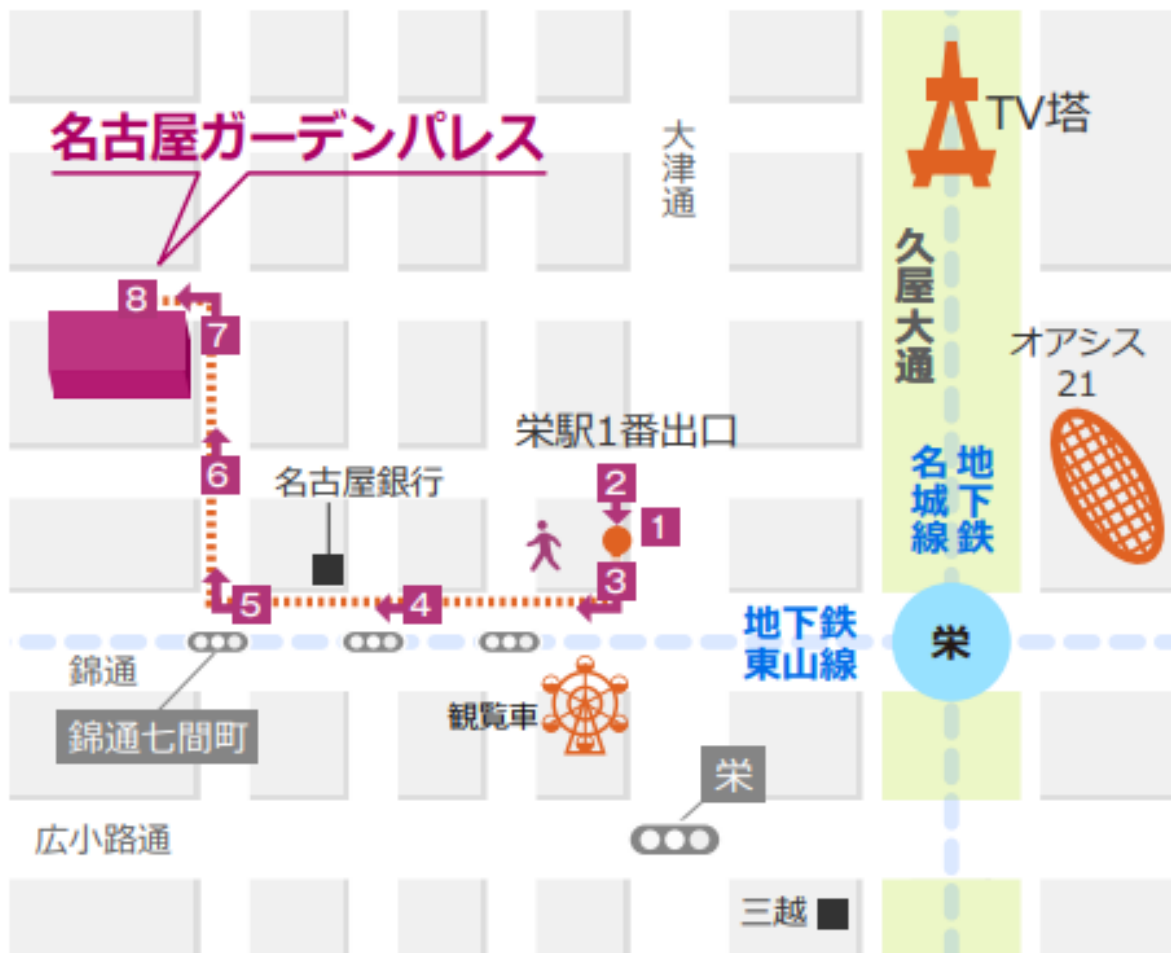 TV塔
名古屋ガーデンパレス
大津通
久屋大通
8
7
オアシス
21
栄駅1番出口
地下鉄
名城線
6
2
名古屋銀行
1
3
5
4
地下鉄
東山線
栄
錦通
錦通七間町
観覧車
栄
広小路通
三越